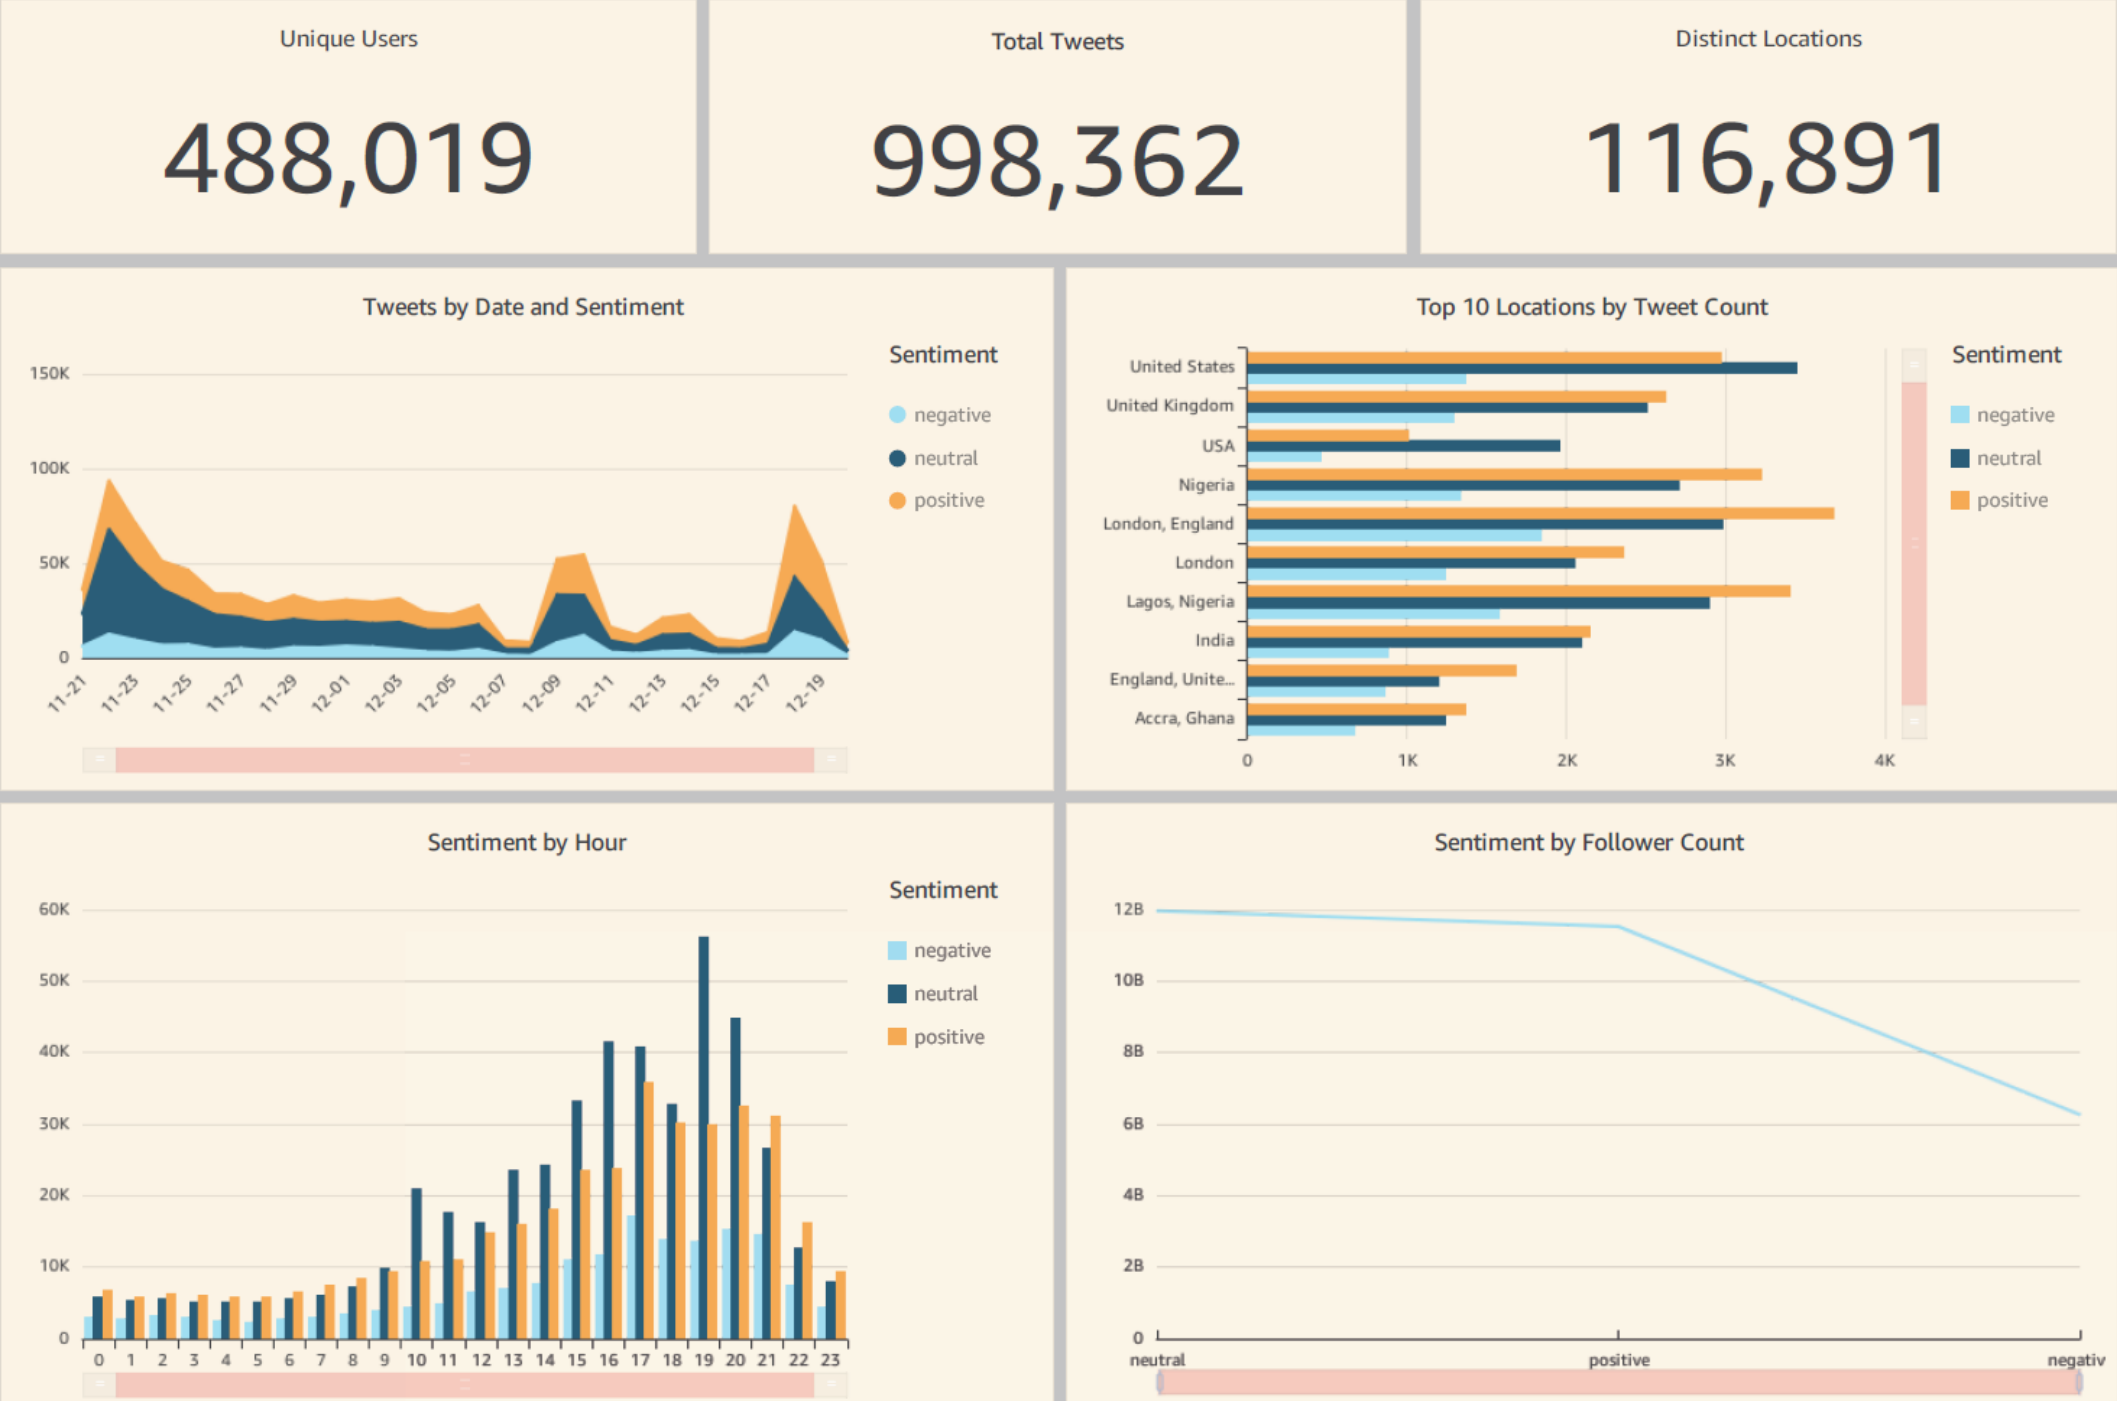 Unique Users
Total Tweets
Distinct Locations
488,019
998,362
116,891
Tweets by Date and Sentiment
150K
100K
50K
0
11-21
11-23
11-25
11-27
11-29
12-01
12-03
12-05
12-07
12-09
12-11
12-13
12-15
12-17
12-19
Sentiment
negative
neutral
positive
Top 10 Locations by Tweet Count
United States
United Kingdom
USA
Nigeria
London, England
London
Lagos, Nigeria
India
England, Unite...
Accra, Ghana
0 1K 2K 3K 4K
Sentiment
negative
neutral
positive
Sentiment by Hour
60K
50K
40K
30K
20K
10K
0
0 1 2 3 4 5 6 7 8 9 10 11 12 13 14 15 16 17 18 19 20 21 22 23
Sentiment
negative
neutral
positive
Sentiment by Follower Count
12B
10B
8B
6B
4B
2B
0
neutral positive negativ